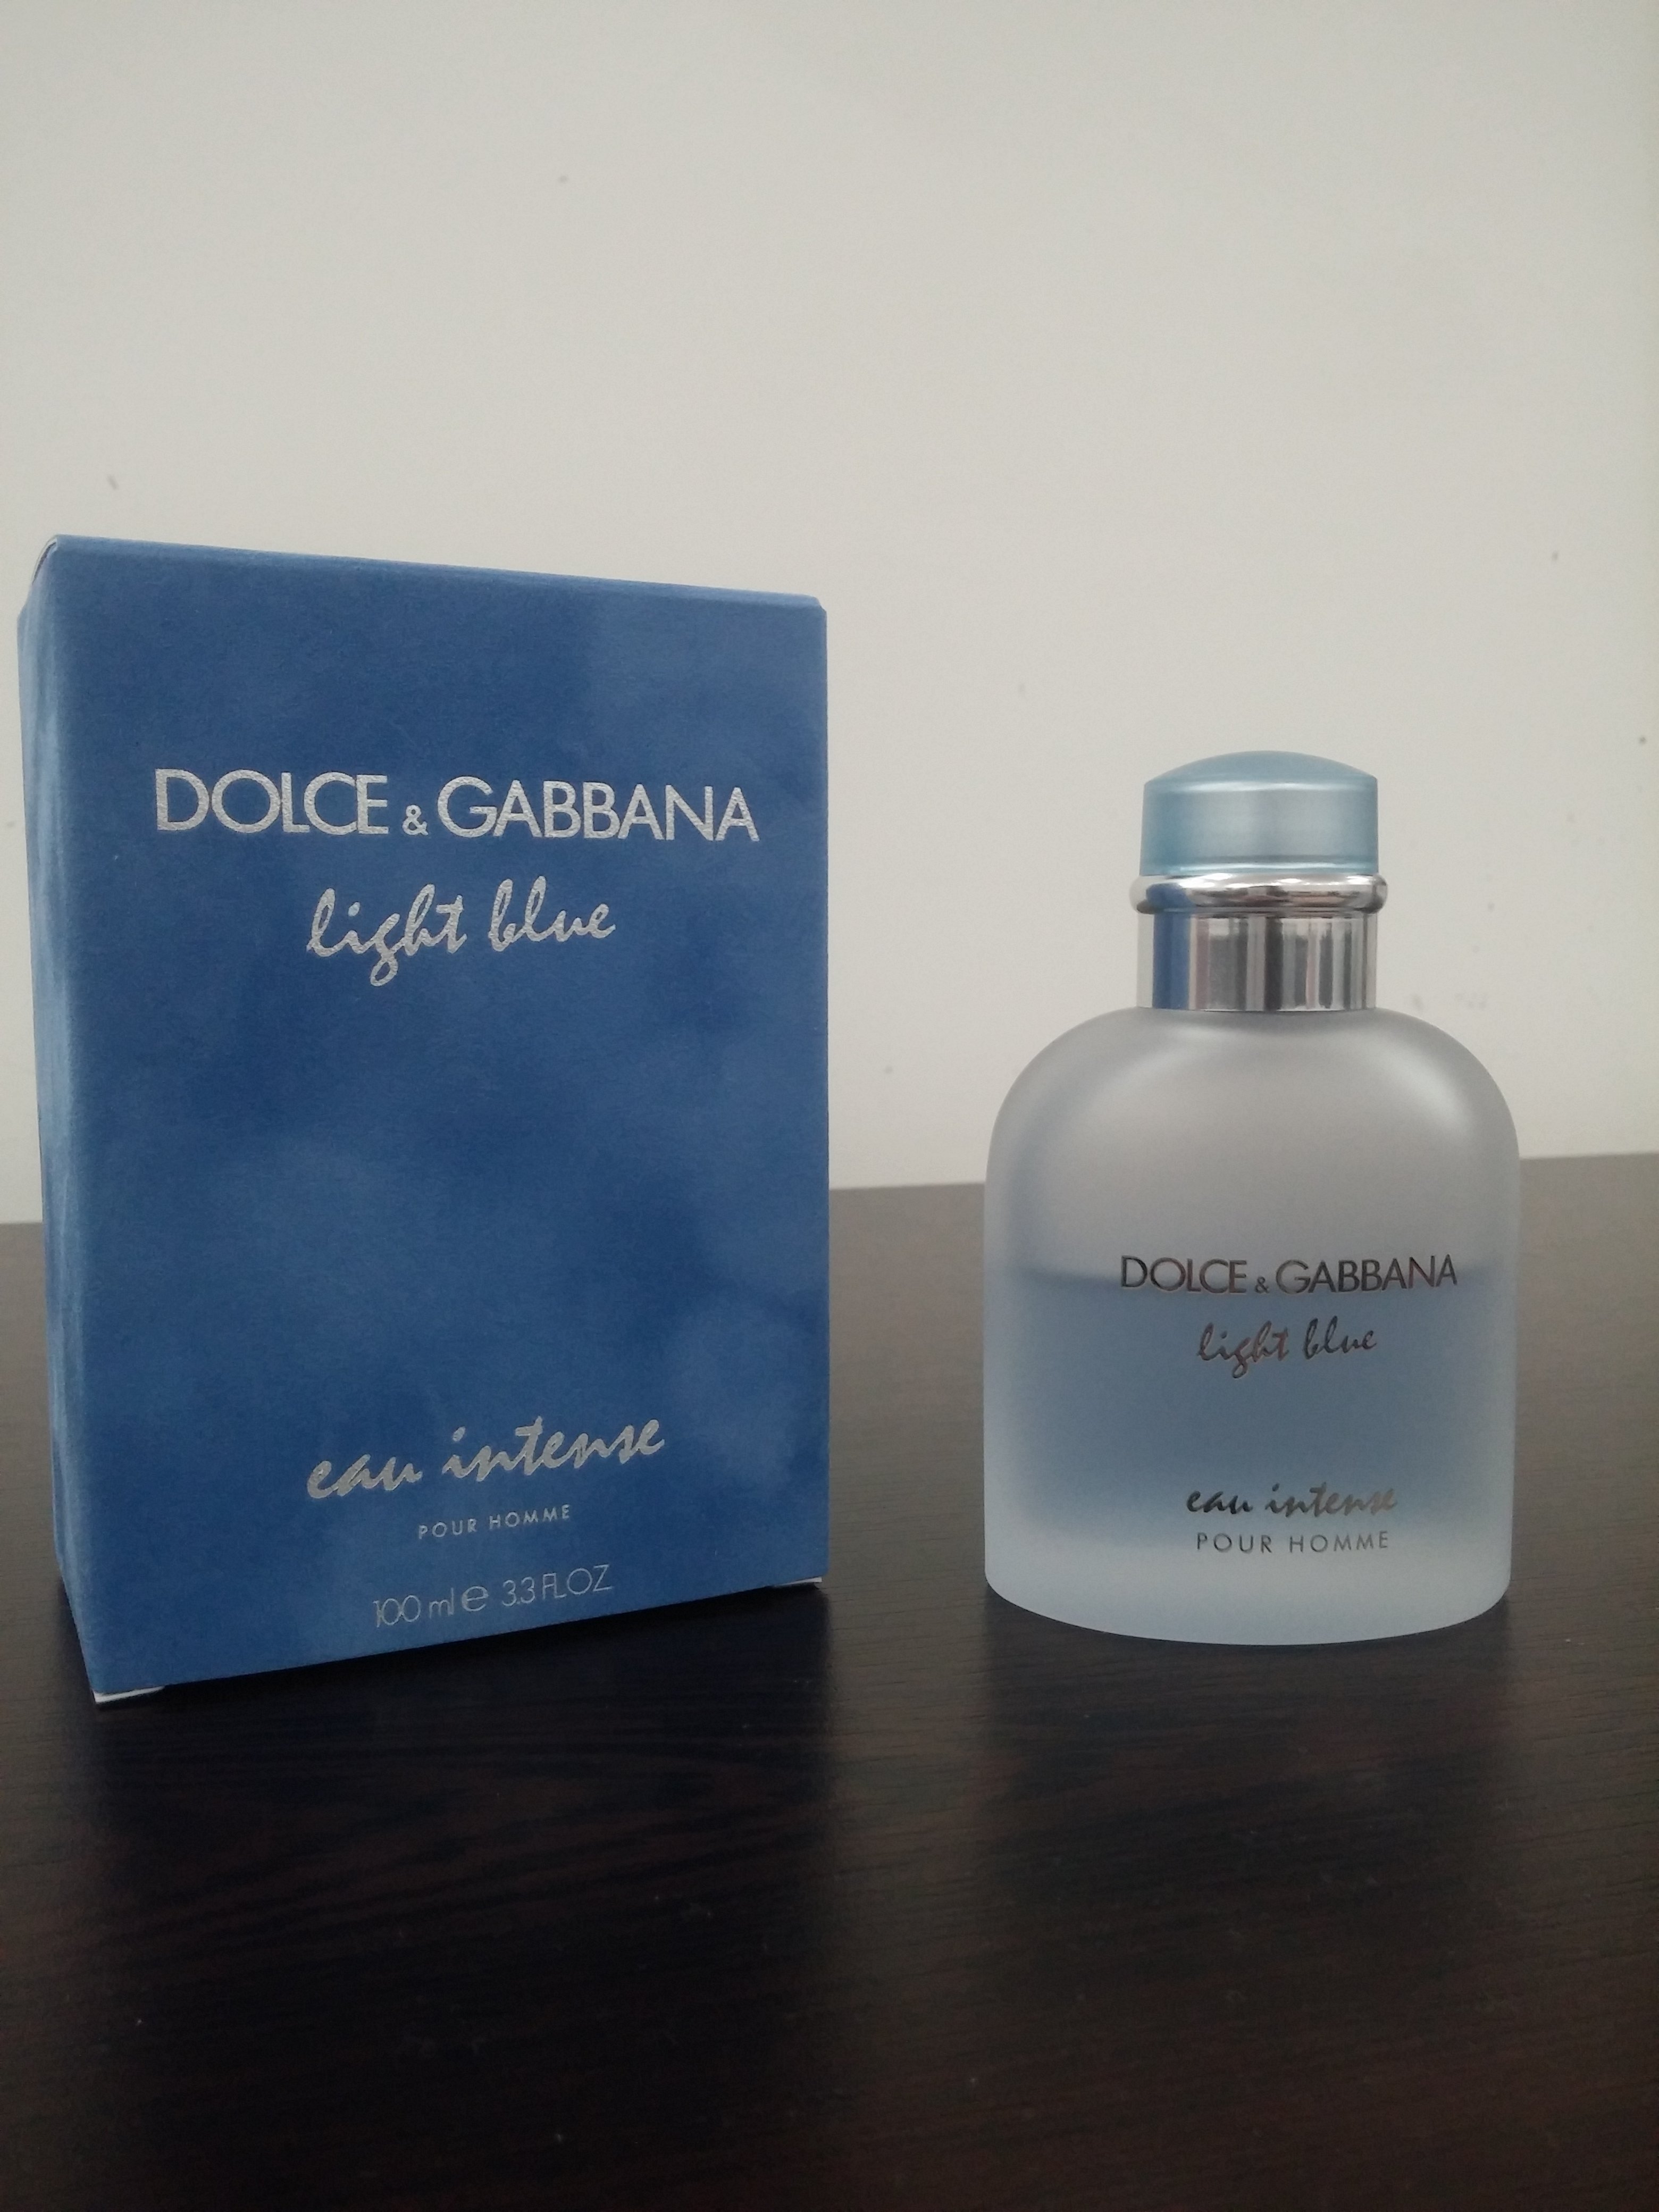 DOLCE & GABBANA
light blue
eau intense
POUR HOMME
100 ml e 3.3 FL.OZ
DOLCE & GABBANA
light blue
eau intense
POUR HOMME